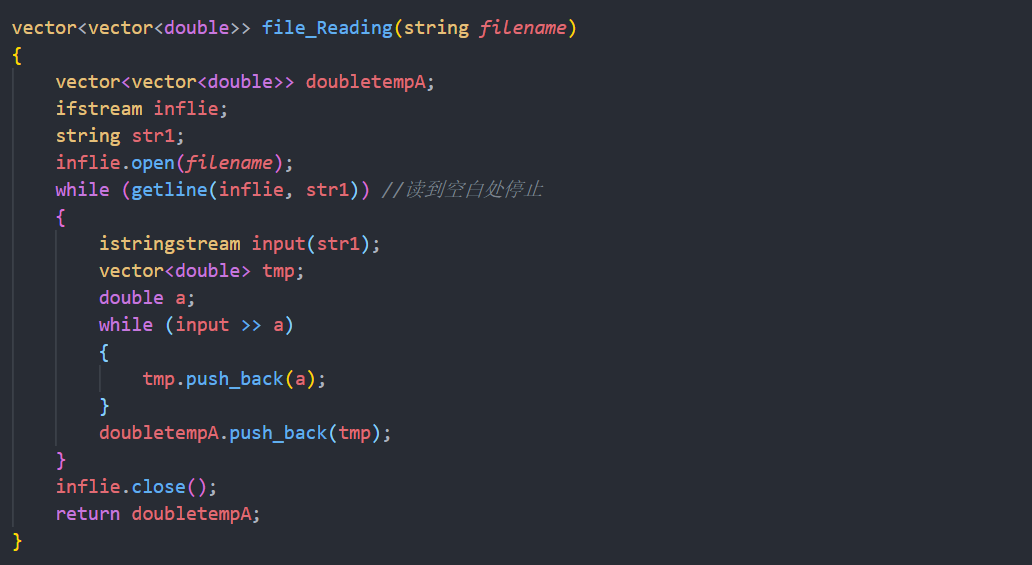 vector<vector<double>> file_Reading(string filename)
{
    vector<vector<double>> doubletempA;
    ifstream inflie;
    string str1;
    inflie.open(filename);
    while (getline(inflie, str1)) //读到空白处停止
    {
        istringstream input(str1);
        vector<double> tmp;
        double a;
        while (input >> a)
        {
            tmp.push_back(a);
        }
        doubletempA.push_back(tmp);
    }
    inflie.close();
    return doubletempA;
}